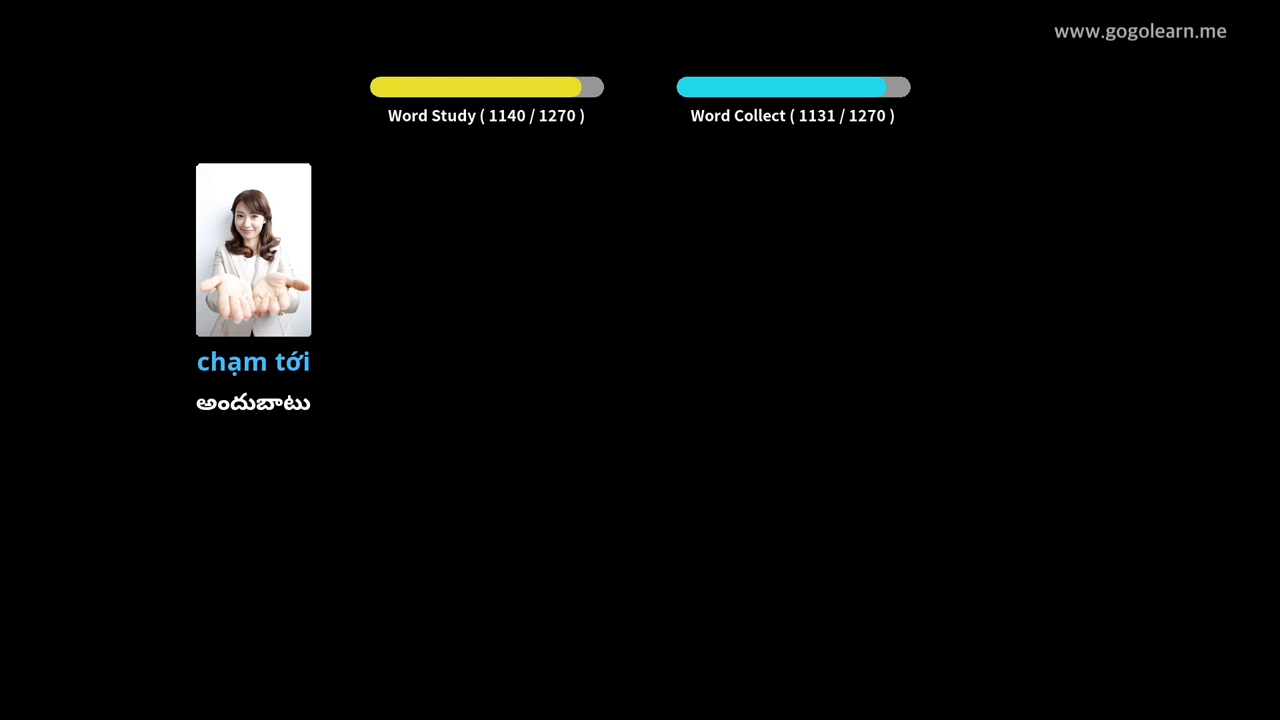 www.gogolearn.me
Word Study ( 1140 / 1270 )
Word Collect ( 1131 / 1270 )
chạm tới
అందుబాటు